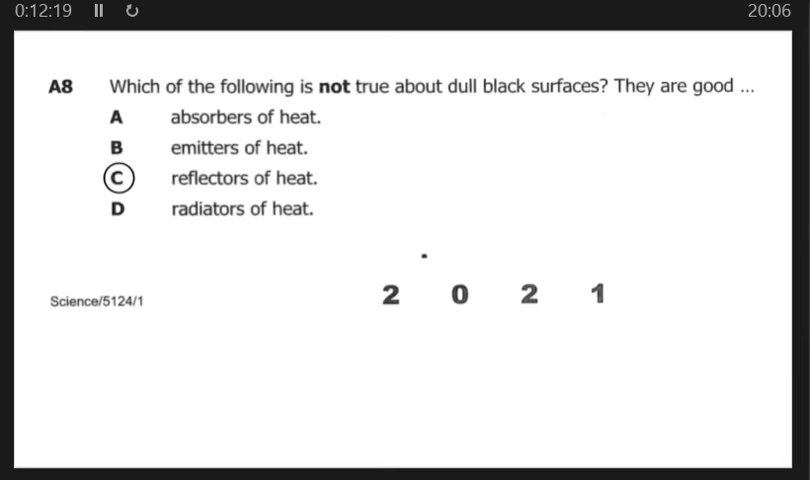 0:12:19 20:06
A8 Which of the following is not true about dull black surfaces? They are good ...
A absorbers of heat.
B emitters of heat.
C reflectors of heat.
D radiators of heat.
Science/5124/1 2 0 2 1